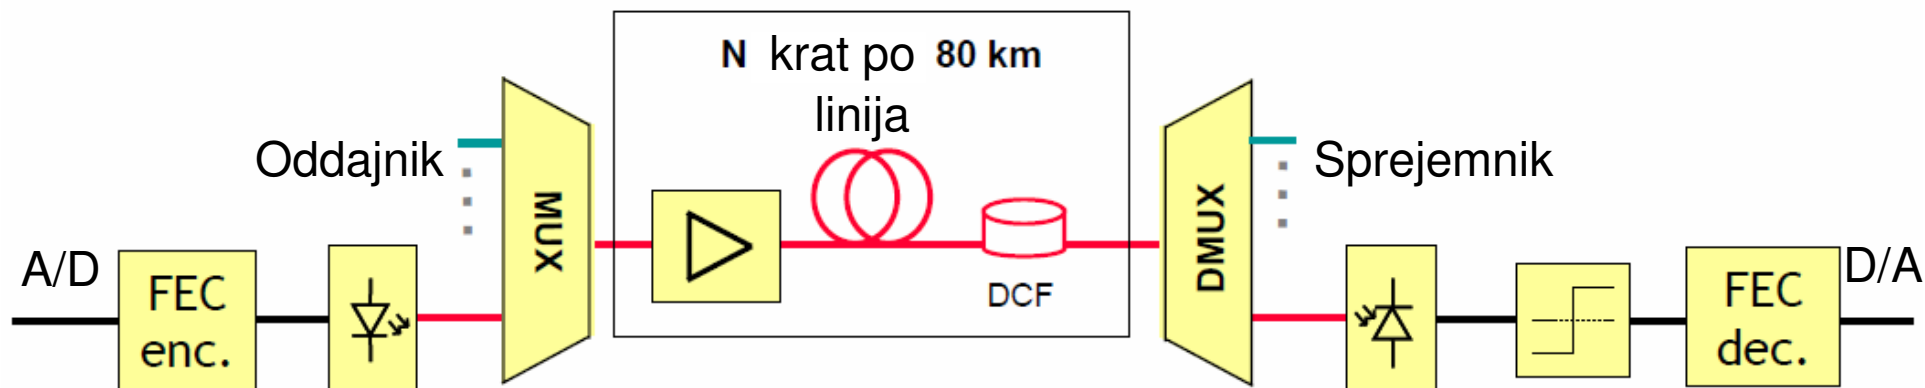 N krat po 80 km
linija
Oddajnik
Sprejemnik
MUX
DMUX
A/D
FEC
enc.
DCF
FEC
dec.
D/A